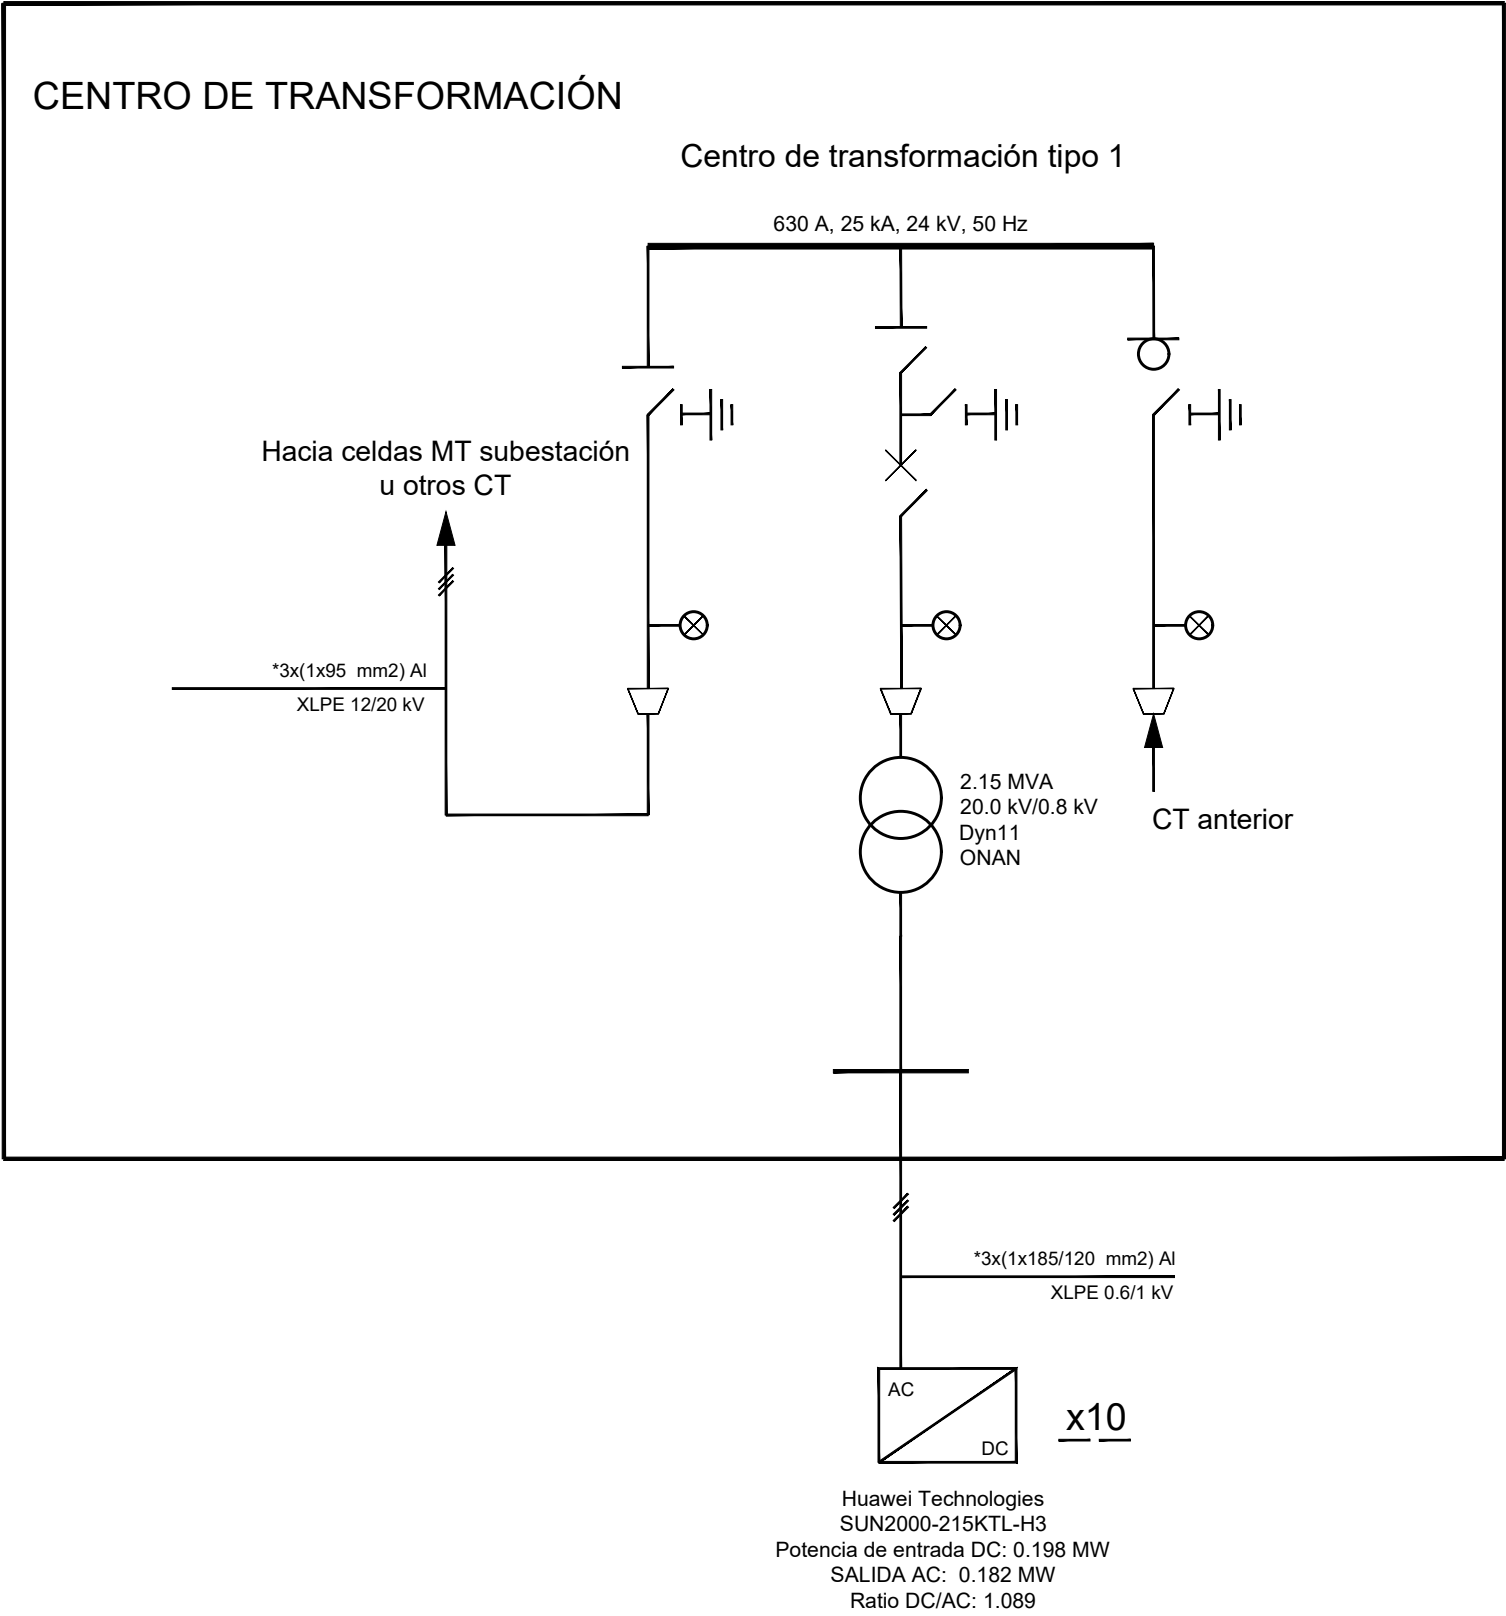 CENTRO DE TRANSFORMACIÓN
Centro de transformación tipo 1
630 A, 25 kA, 24 kV, 50 Hz
Hacia celdas MT subestación
u otros CT
*3x(1x95  mm2) Al
XLPE 12/20 kV
2.15 MVA
20.0 kV/0.8 kV
Dyn11
ONAN
CT anterior
*3x(1x185/120  mm2) Al
XLPE 0.6/1 kV
AC
DC
x10
Huawei Technologies
SUN2000-215KTL-H3
Potencia de entrada DC: 0.198 MW
SALIDA AC:  0.182 MW
Ratio DC/AC: 1.089